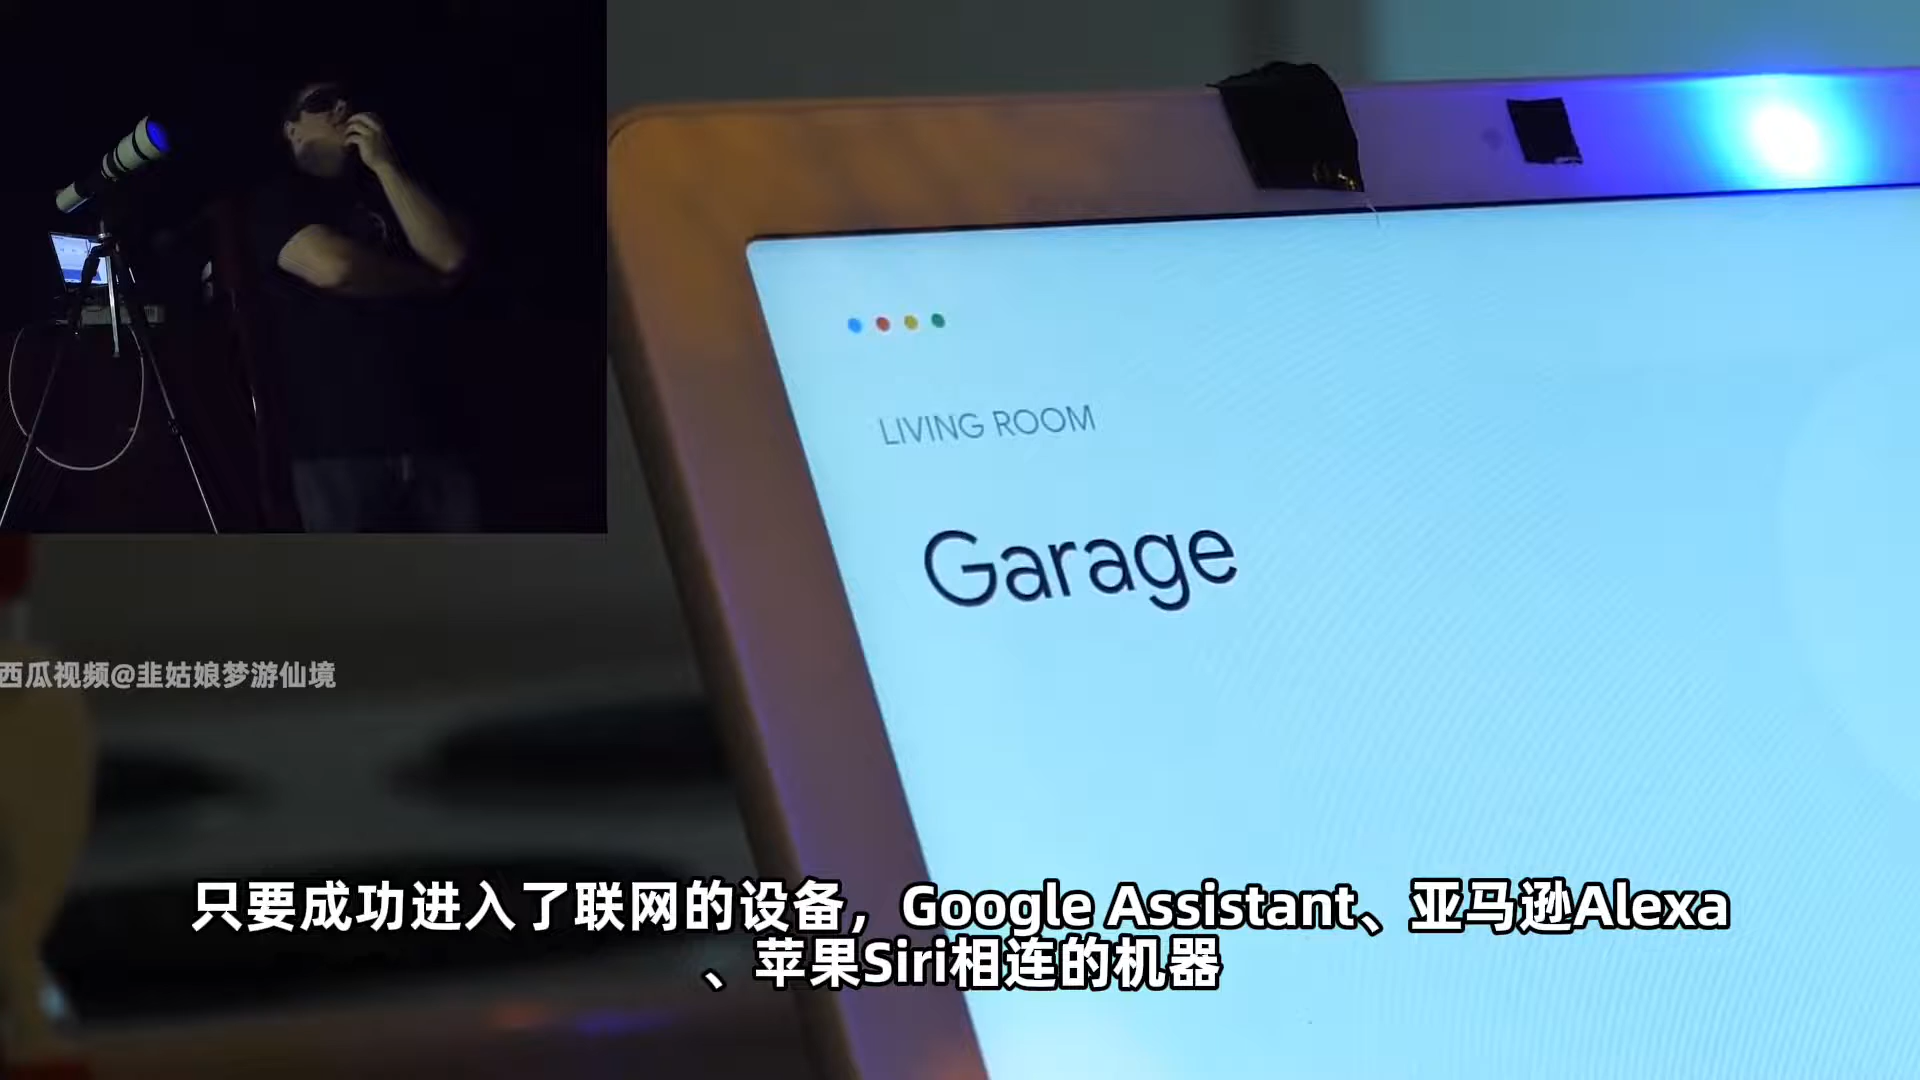 LIVING ROOM
Garage
西瓜视频@韭姑娘梦游仙境
只要成功进入了联网的设备，Google Assistant、亚马逊Alexa
、苹果Siri相连的机器